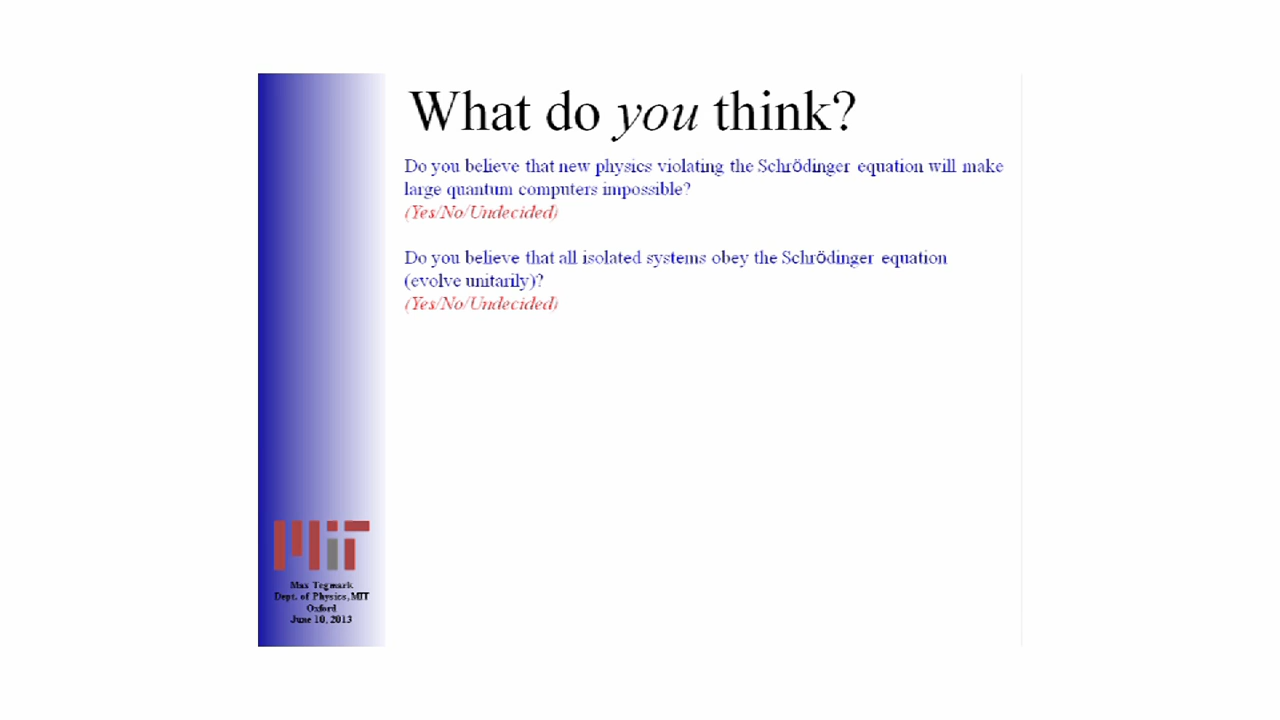 What do you think?
Do you believe that new physics violating the Schrödinger equation will make
large quantum computers impossible?
(Yes/No/Undecided)
Do you believe that all isolated systems obey the Schrödinger equation
(evolve unitarily)?
(Yes/No/Undecided)
MIT
Max Tegmark
Dept. of Physics, MIT
Oxford
June 10, 2013